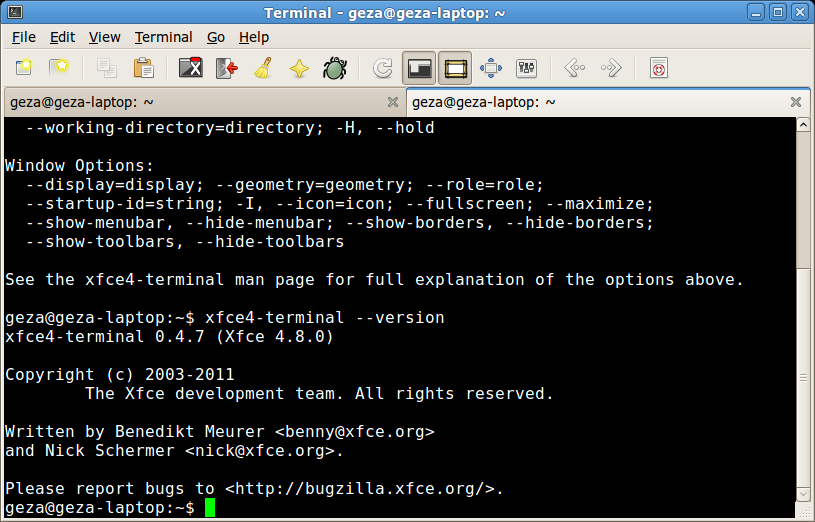 Terminal - geza@geza-laptop: ~
File Edit View Terminal Go Help
geza@geza-laptop: ~ geza@geza-laptop: ~
--working-directory=directory; -H, --hold
Window Options:
--display=display; --geometry=geometry; --role=role;
--startup-id=string; -I, --icon=icon; --fullscreen; --maximize;
--show-menubar, --hide-menubar; --show-borders, --hide-borders;
--show-toolbars, --hide-toolbars
See the xfce4-terminal man page for full explanation of the options above.
geza@geza-laptop:~$ xfce4-terminal --version
xfce4-terminal 0.4.7 (Xfce 4.8.0)
Copyright (c) 2003-2011
The Xfce development team. All rights reserved.
Written by Benedikt Meurer <benny@xfce.org>
and Nick Schermer <nick@xfce.org>.
Please report bugs to <http://bugzilla.xfce.org/>.
geza@geza-laptop:~$